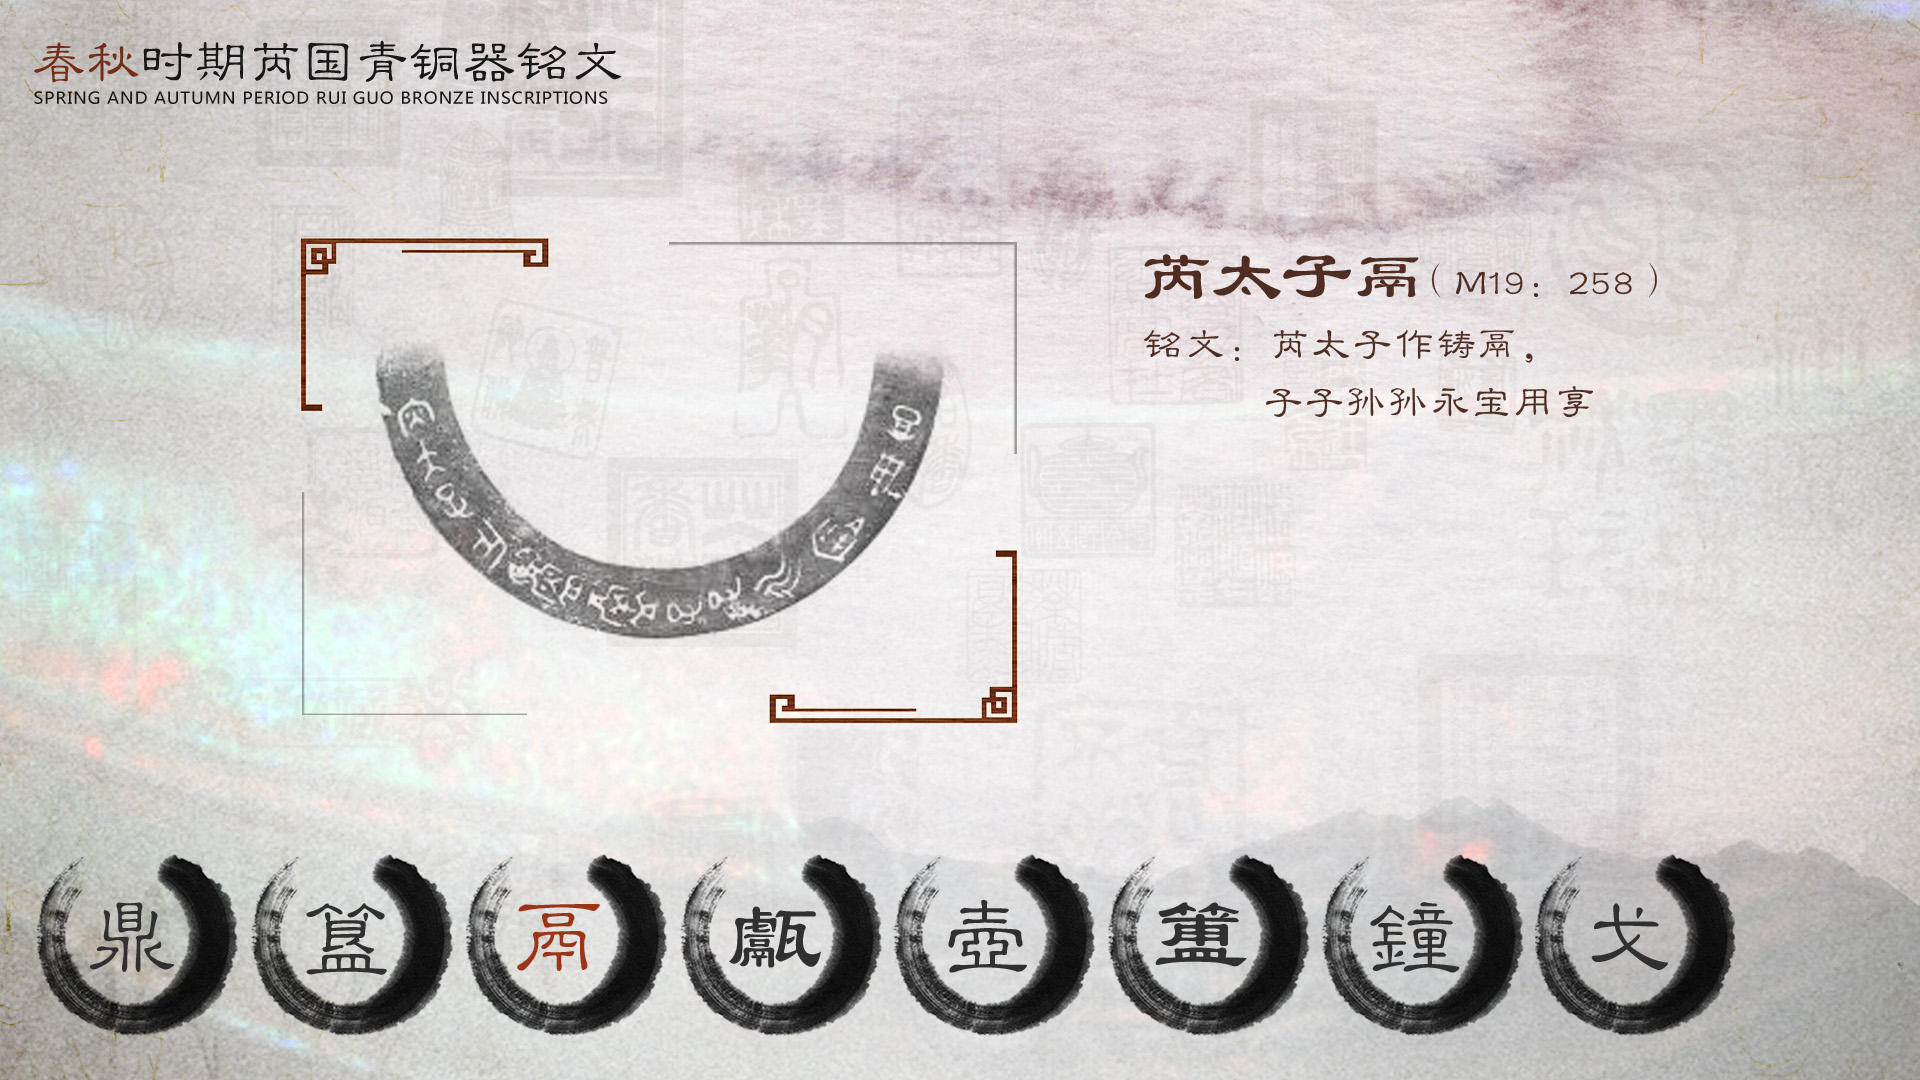 春秋时期芮国青铜器铭文
SPRING AND AUTUMN PERIOD RUI GUO BRONZE INSCRIPTIONS
芮太子鬲（M19：258）
铭文：芮太子作铸鬲，
子子孙孙永宝用享
鼎 簋 鬲 甗 壺 簠 鐘 戈